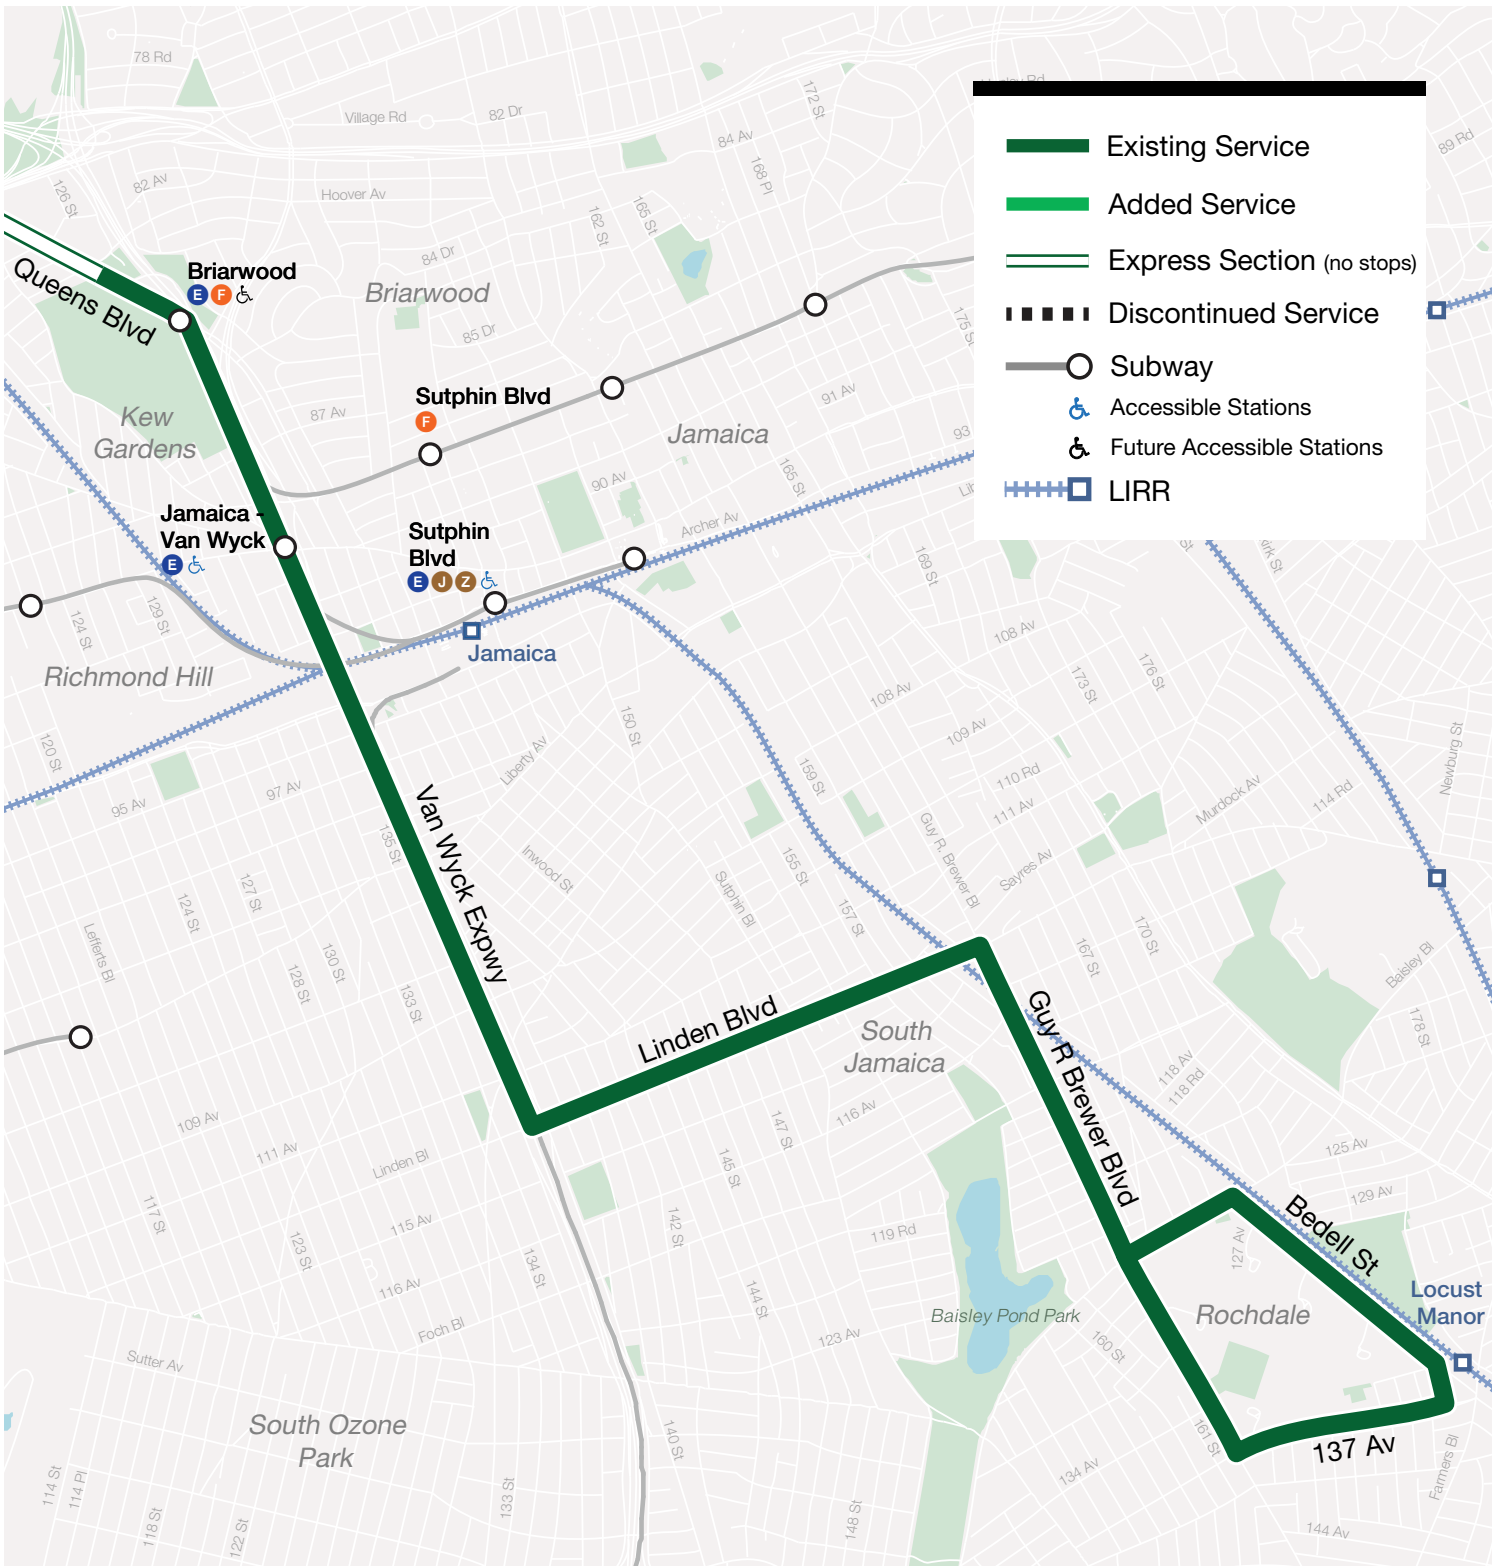 78 Rd
Village Rd
82 Dr
172 St
84 Av
168 Pl
89 Rd
126 St
82 Av
Hoover Av
162 St
165 St
84 Dr
Existing Service
Added Service
Express Section (no stops)
Discontinued Service
Subway
Accessible Stations
Future Accessible Stations
LIRR
Queens Blvd
Briarwood
E F
Briarwood
85 Dr
175 St
Kew
Gardens
87 Av
Sutphin Blvd
F
91 Av
Jamaica
93
90 Av
165 St
Archer Av
Jamaica -
Van Wyck
E
Sutphin
Blvd
E J Z
Jamaica
169 St
St
124 St
129 St
Richmond Hill
108 Av
176 St
173 St
108 Av
109 Av
120 St
150 St
Liberty Av
159 St
110 Rd
111 Av
Murdock Av
114 Rd
Newburg St
95 Av
97 Av
135 St
Van Wyck Expwy
Inwood St
Sutphin Bl
155 St
157 St
Guy R. Brewer Bl
Sayres Av
127 St
124 St
Lefferts Bl
130 St
128 St
133 St
167 St
170 St
Baisley Bl
178 St
Linden Blvd
South
Jamaica
Guy R Brewer Blvd
118 Av
118 Rd
109 Av
111 Av
Linden Bl
116 Av
147 St
145 St
125 Av
129 Av
117 St
115 Av
123 St
134 St
142 St
119 Rd
127 Av
Bedell St
116 Av
144 St
Foch Bl
123 Av
Baisley Pond Park
160 St
Rochdale
Locust
Manor
Sutter Av
South Ozone
Park
140 St
161 St
137 Av
134 Av
Farmers Bl
114 St
114 Pl
118 St
122 St
133 St
148 St
144 Av